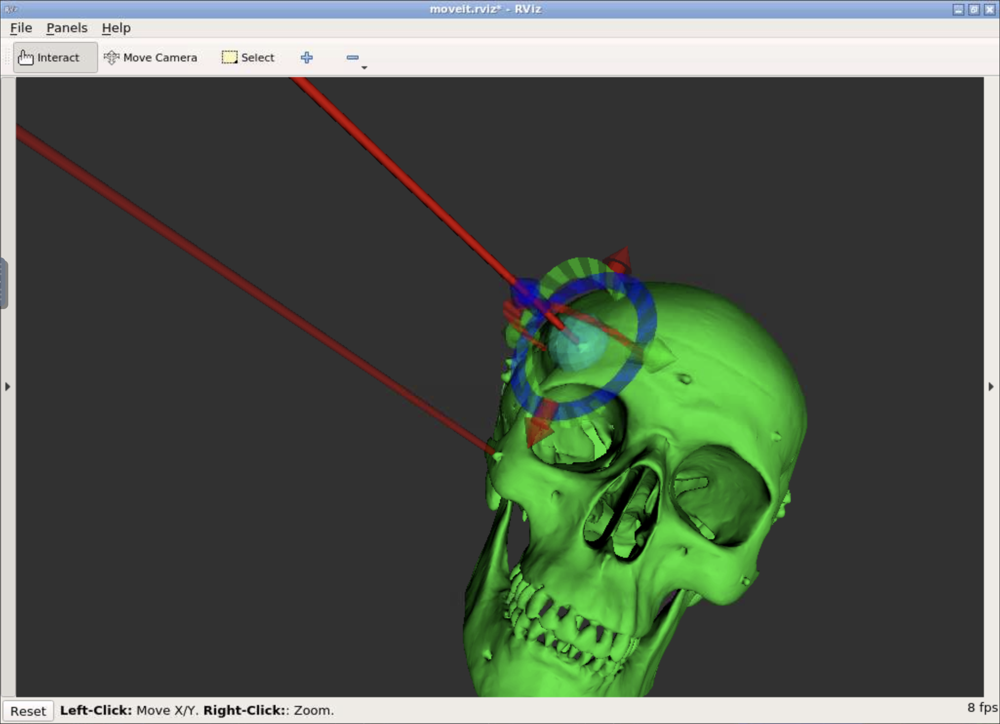 RViz
moveit.rviz* - RViz
File Panels Help
Interact Move Camera Select
Reset Left-Click: Move X/Y. Right-Click:: Zoom. 8 fps